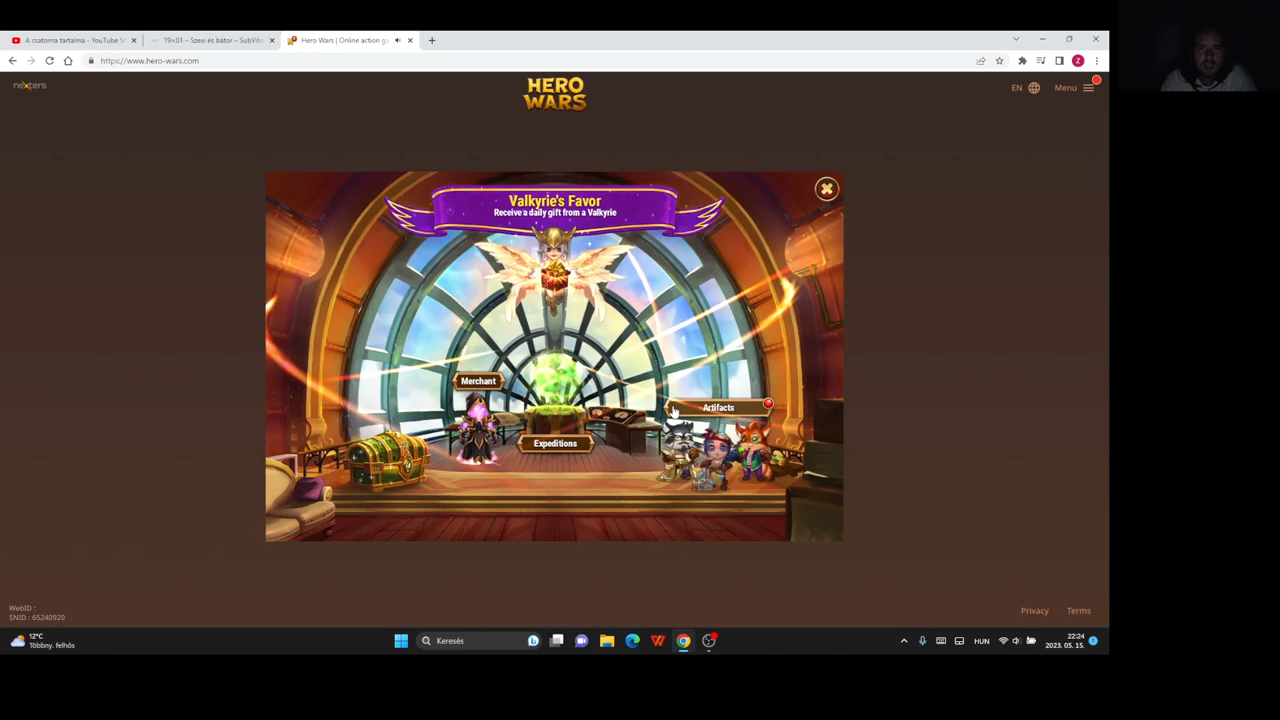 A csatorna tartalma - YouTube S
19×01 – Szexi és bátor – SubVito
Hero Wars | Online action ga
https://www.hero-wars.com
nexters
HERO
WARS
EN
Menu
Valkyrie's Favor
Receive a daily gift from a Valkyrie
Merchant
Artifacts
Expeditions
WebID :
SNID : 65240920
Privacy
Terms
12°C
Többny. felhős
Keresés
HUN
22:24
2023. 05. 15.